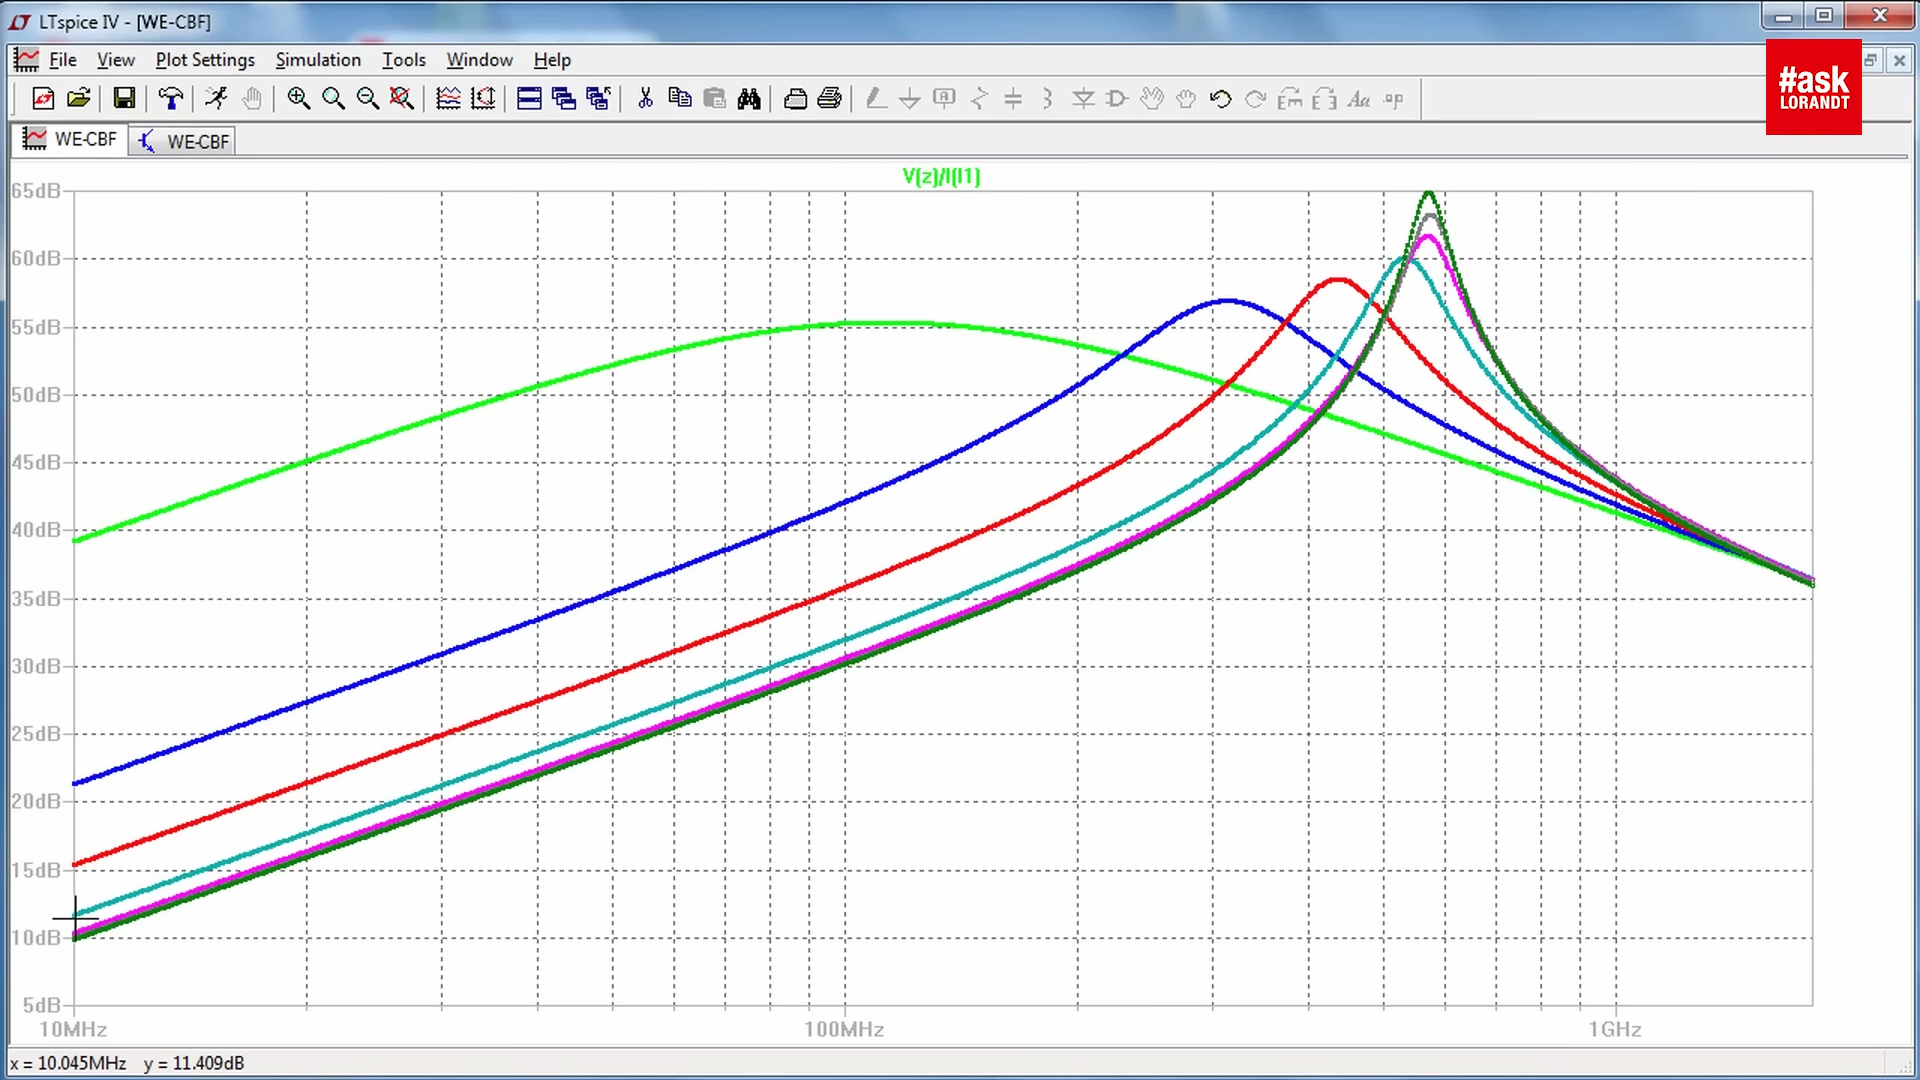 LTspice IV - [WE-CBF]
File View Plot Settings Simulation Tools Window Help
#ask
LORANDT
Aa .op
WE-CBF WE-CBF
V(z)/I(I1)
65dB
60dB
55dB
50dB
45dB
40dB
35dB
30dB
25dB
20dB
15dB
10dB
5dB
10MHz 100MHz 1GHz
x = 10.045MHz y = 11.409dB